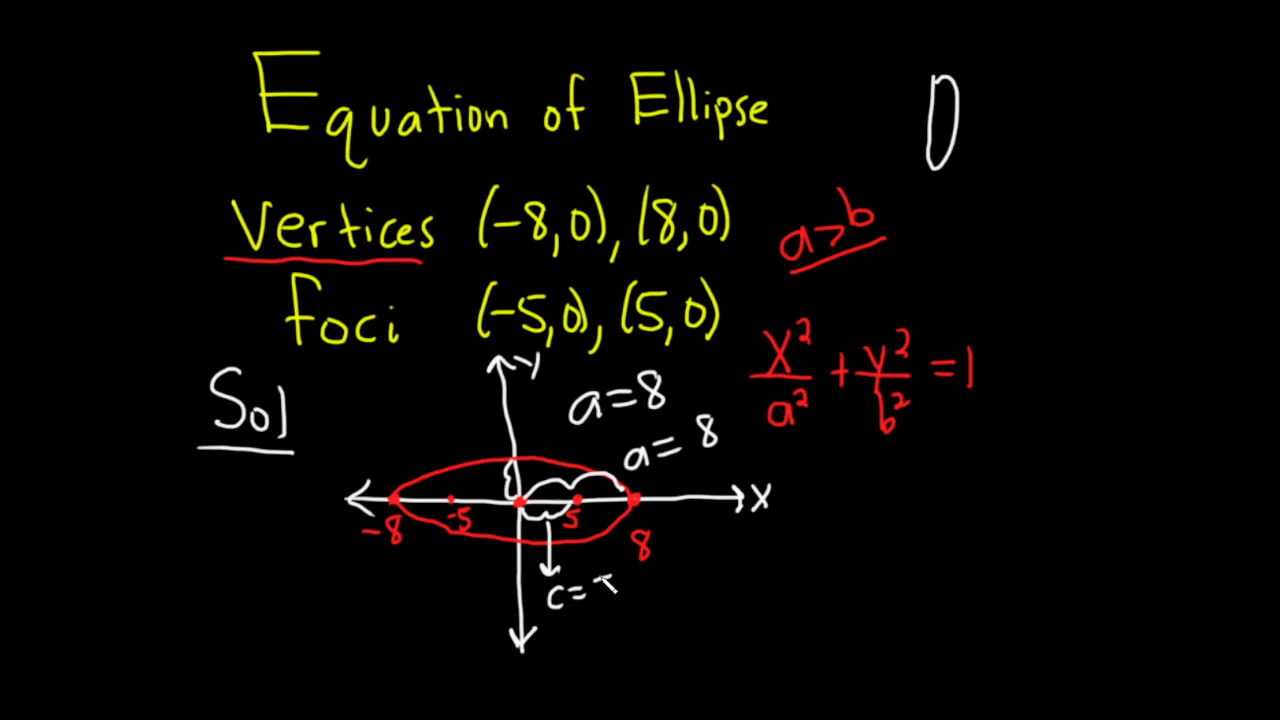 Equation of Ellipse
Vertices (-8,0), (8,0)
a>b
foci (-5,0), (5,0)
x²/a² + y²/b² = 1
Sol
y
a=8
a=8
x
-8
-5
5
8
c=